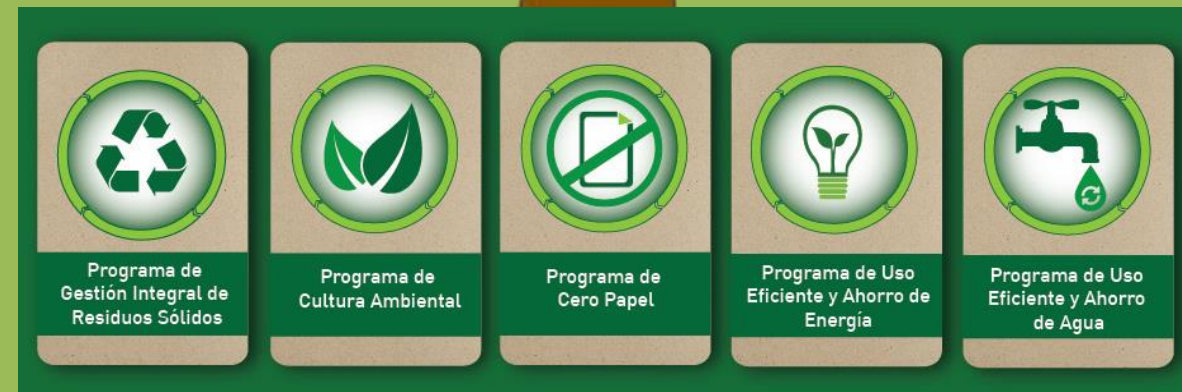 Programa de
Gestión Integral de
Residuos Sólidos
Programa de
Cultura Ambiental
Programa de
Cero Papel
Programa de Uso
Eficiente y Ahorro de
Energía
Programa de Uso
Eficiente y Ahorro
de Agua